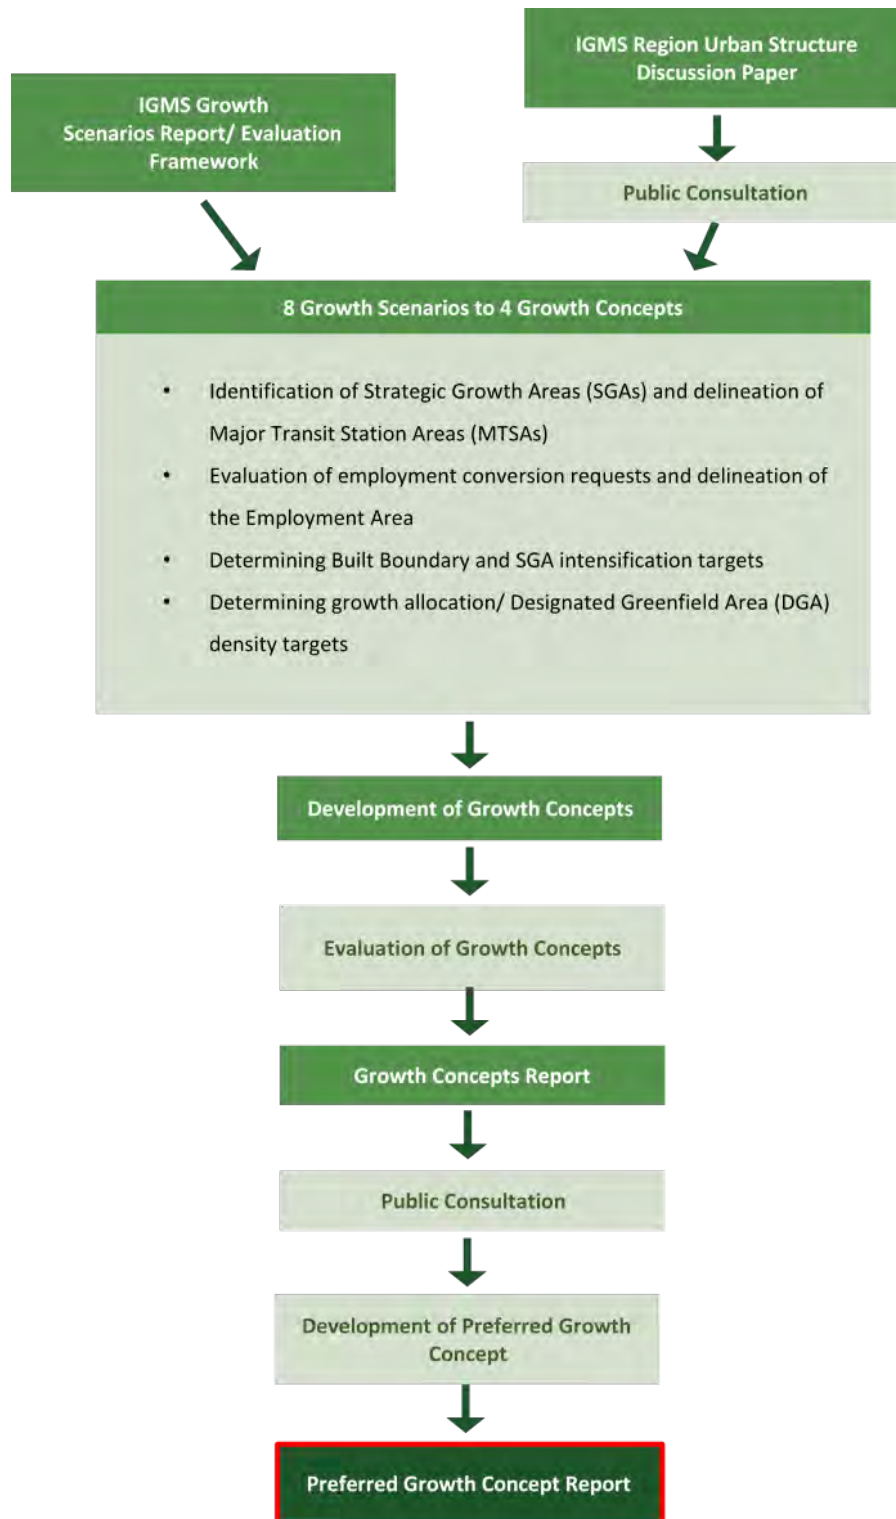 IGMS Region Urban Structure
Discussion Paper
IGMS Growth
Scenarios Report/ Evaluation
Framework
Public Consultation
8 Growth Scenarios to 4 Growth Concepts
• Identification of Strategic Growth Areas (SGAs) and delineation of
Major Transit Station Areas (MTSAs)
• Evaluation of employment conversion requests and delineation of
the Employment Area
• Determining Built Boundary and SGA intensification targets
• Determining growth allocation/ Designated Greenfield Area (DGA)
density targets
Development of Growth Concepts
Evaluation of Growth Concepts
Growth Concepts Report
Public Consultation
Development of Preferred Growth
Concept
Preferred Growth Concept Report